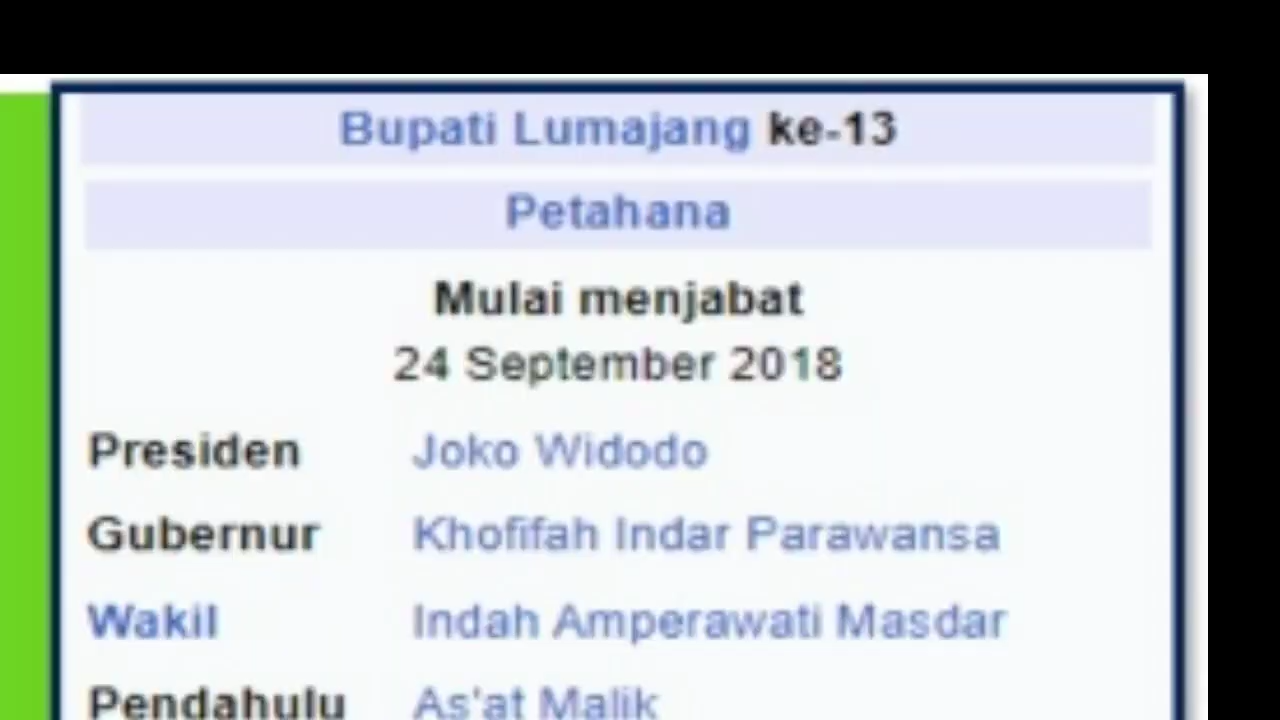 Bupati Lumajang ke-13
Petahana
Mulai menjabat
24 September 2018
Presiden Joko Widodo
Gubernur Khofifah Indar Parawansa
Wakil Indah Amperawati Masdar
Pendahulu As'at Malik